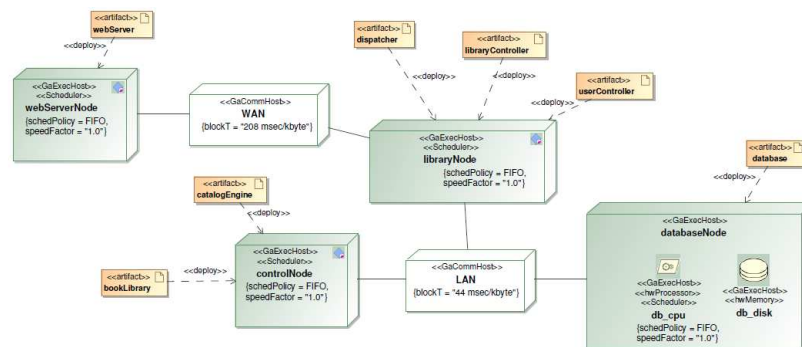 <<artifact>>
webServer
<<deploy>>
<<GaExecHost>>
<<Scheduler>>
webServerNode
{schedPolicy = FIFO,
speedFactor = "1.0"}
<<GaCommHost>>
WAN
{blockT = "208 msec/kbyte"}
<<artifact>>
dispatcher
<<deploy>>
<<artifact>>
libraryController
<<deploy>>
<<artifact>>
userController
<<deploy>>
<<GaExecHost>>
<<Scheduler>>
libraryNode
{schedPolicy = FIFO,
speedFactor = "1.0"}
<<artifact>>
database
<<deploy>>
<<artifact>>
catalogEngine
<<deploy>>
<<artifact>>
bookLibrary
<<deploy>>
<<GaExecHost>>
<<Scheduler>>
controlNode
{schedPolicy = FIFO,
speedFactor = "1.0"}
<<GaCommHost>>
LAN
{blockT = "44 msec/kbyte"}
<<GaExecHost>>
databaseNode
<<GaExecHost>>
<<hwProcessor>>
<<Scheduler>>
db_cpu
{schedPolicy = FIFO,
speedFactor = "1.0"}
<<GaExecHost>>
<<hwMemory>>
db_disk